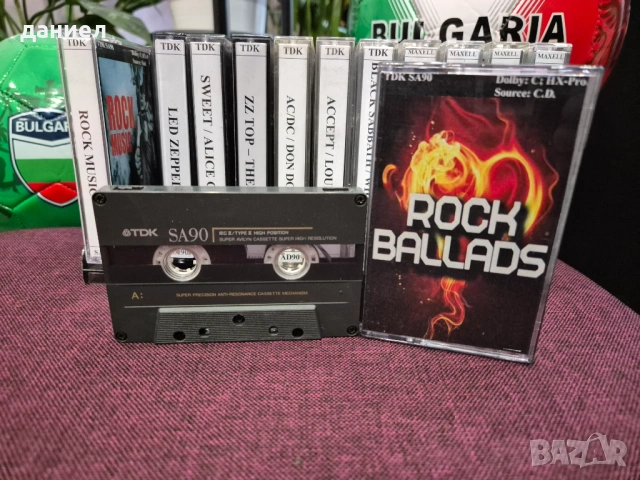 даниел
BULGARIA
BULGAR
TDK
TDK
TDK
TDK
TDK
TDK
TDK
MAXELL
MAXELL
MAXELL
MAXELL
ROCK MUSIC
ROCK
MUSIC
LED ZEPPE
SWEET / ALICE
ZZ TOP - THE
AC/DC / DON DO
ACCEPT / LOU
BLACK SABBATH
TDK SA90
Dolby: C: HX-Pro
Source: C.D.
ROCK
BALLADS
TDK SA90
IEC II / TYPE II HIGH POSITION
SUPER AVILYN CASSETTE SUPER HIGH RESOLUTION
AD90
A:
SUPER PRECISION ANTI-RESONANCE CASSETTE MECHANISM
BAZAR